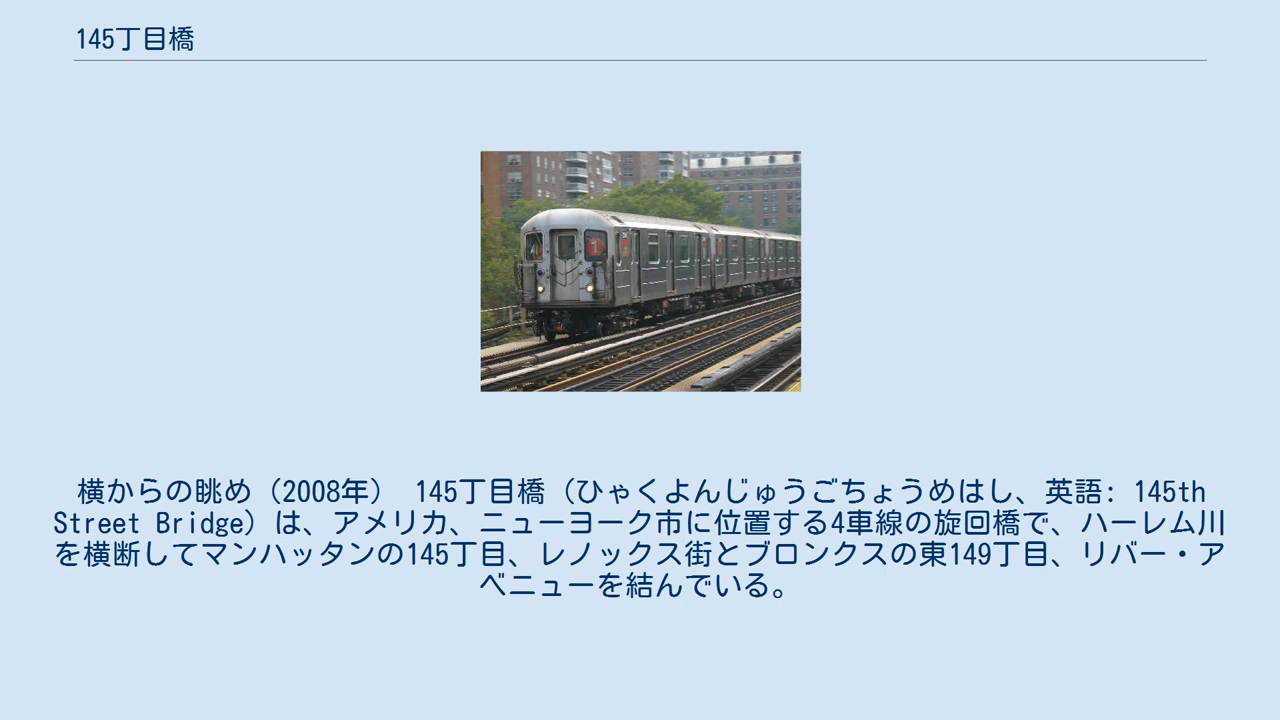 145丁目橋
1
横からの眺め（2008年） 145丁目橋（ひゃくよんじゅうごちょうめはし、英語: 145th
Street Bridge）は、アメリカ、ニューヨーク市に位置する4車線の旋回橋で、ハーレム川
を横断してマンハッタンの145丁目、レノックス街とブロンクスの東149丁目、リバー・ア
ベニューを結んでいる。